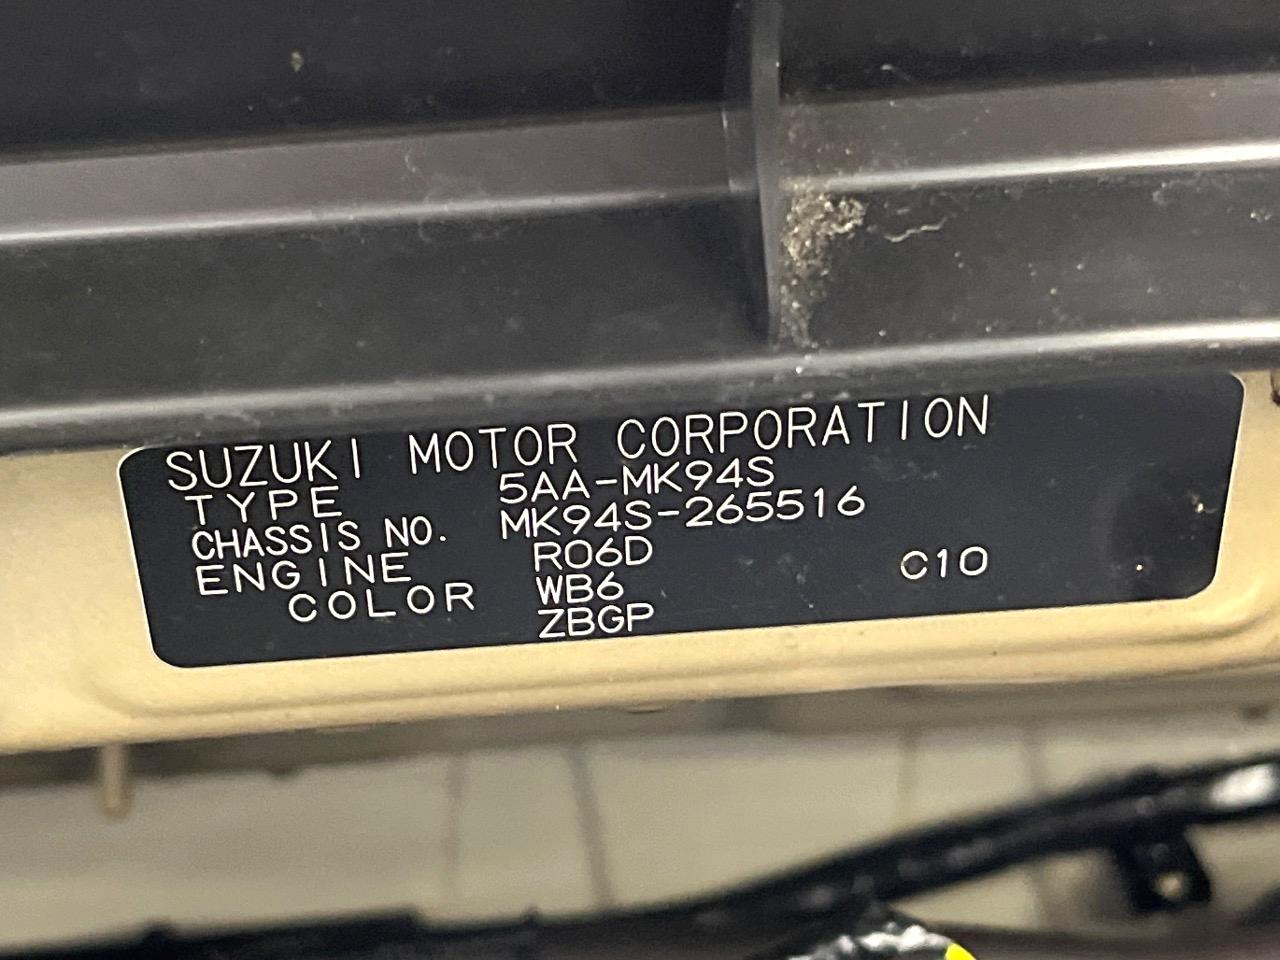 SUZUKI MOTOR CORPORATION
TYPE 5AA-MK94S
CHASSIS NO. MK94S-265516
ENGINE R06D
COLOR WB6 C10
ZBGP